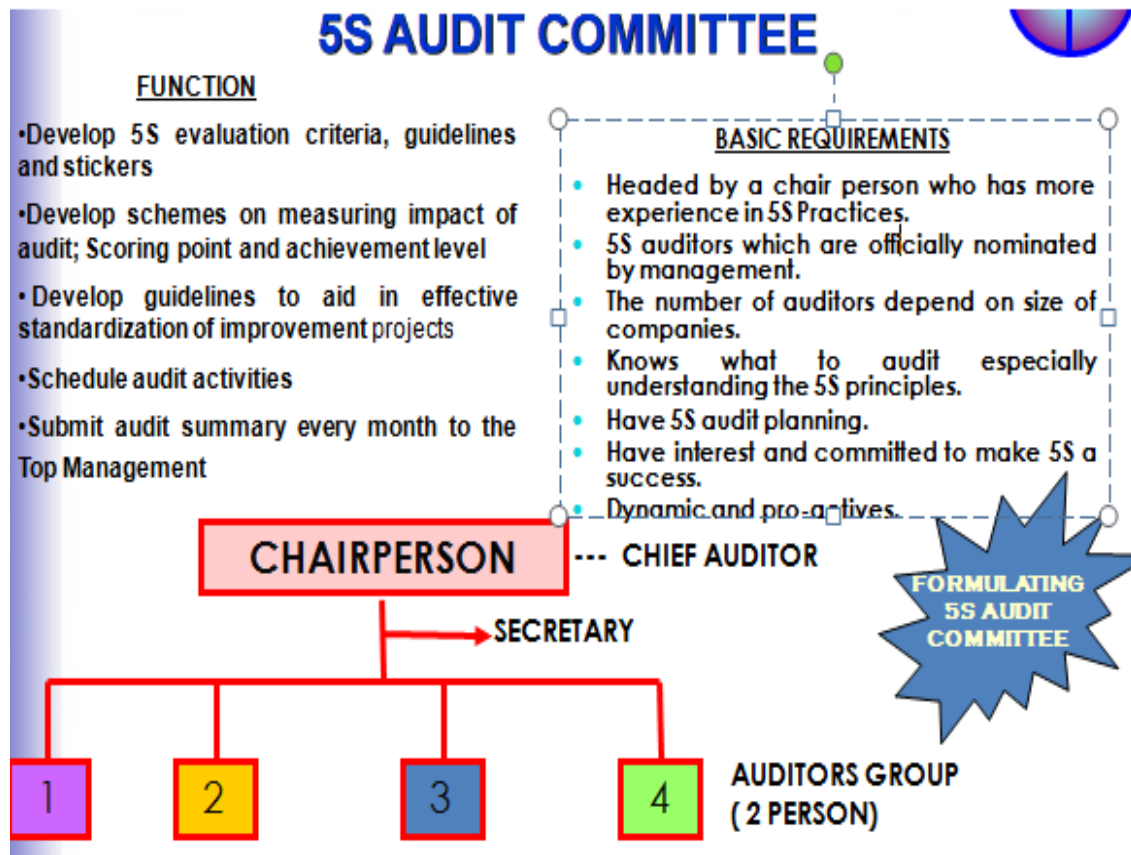 5S AUDIT COMMITTEE
FUNCTION
•Develop 5S evaluation criteria, guidelines
and stickers
•Develop schemes on measuring impact of
audit; Scoring point and achievement level
• Develop guidelines to aid in effective
standardization of improvement projects
•Schedule audit activities
•Submit audit summary every month to the
Top Management
BASIC REQUIREMENTS
• Headed by a chair person who has more
experience in 5S Practices.
• 5S auditors which are officially nominated
by management.
• The number of auditors depend on size of
companies.
• Knows what to audit especially
understanding the 5S principles.
• Have 5S audit planning.
• Have interest and committed to make 5S a
success.
• Dynamic and pro-actives.
CHAIRPERSON
--- CHIEF AUDITOR
SECRETARY
FORMULATING
5S AUDIT
COMMITTEE
1
2
3
4
AUDITORS GROUP
( 2 PERSON)